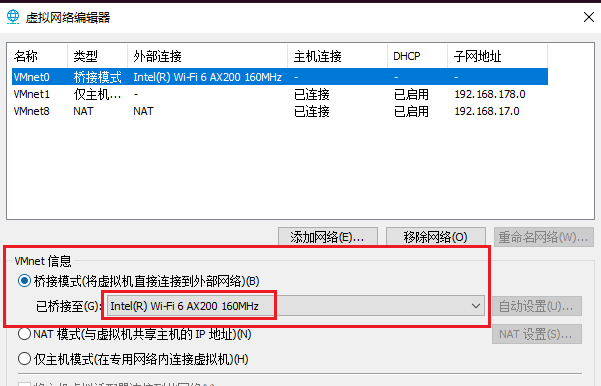 虚拟网络编辑器
名称 类型 外部连接 主机连接 DHCP 子网地址
VMnet0 桥接模式 Intel(R) Wi-Fi 6 AX200 160MHz - - -
VMnet1 仅主机... - 已连接 已启用 192.168.178.0
VMnet8 NAT NAT 已连接 已启用 192.168.17.0
添加网络(E)... 移除网络(O) 重命名网络(W)...
VMnet 信息
桥接模式(将虚拟机直接连接到外部网络)(B)
已桥接至(G): Intel(R) Wi-Fi 6 AX200 160MHz 自动设置(U)...
NAT 模式(与虚拟机共享主机的 IP 地址)(N) NAT 设置(S)...
仅主机模式(在专用网络内连接虚拟机)(H)